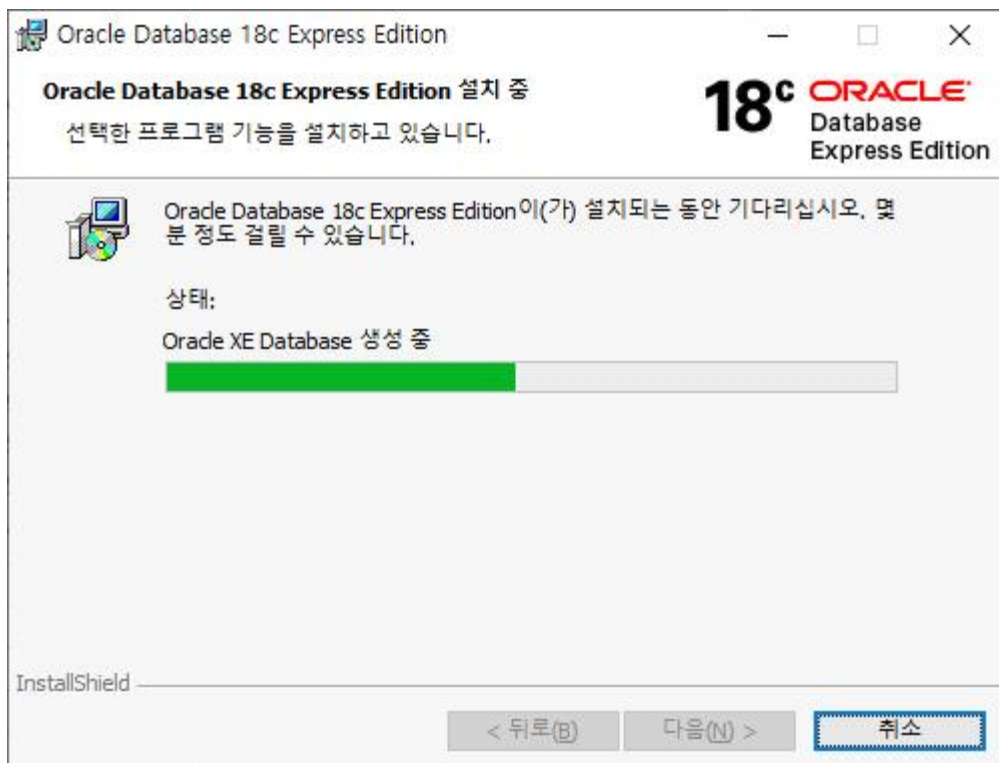 Oracle Database 18c Express Edition
Oracle Database 18c Express Edition 설치 중
선택한 프로그램 기능을 설치하고 있습니다.
18c ORACLE
Database
Express Edition
Oracle Database 18c Express Edition이(가) 설치되는 동안 기다리십시오. 몇
분 정도 걸릴 수 있습니다.
상태:
Oracle XE Database 생성 중
InstallShield
< 뒤로(B)
다음(N) >
취소